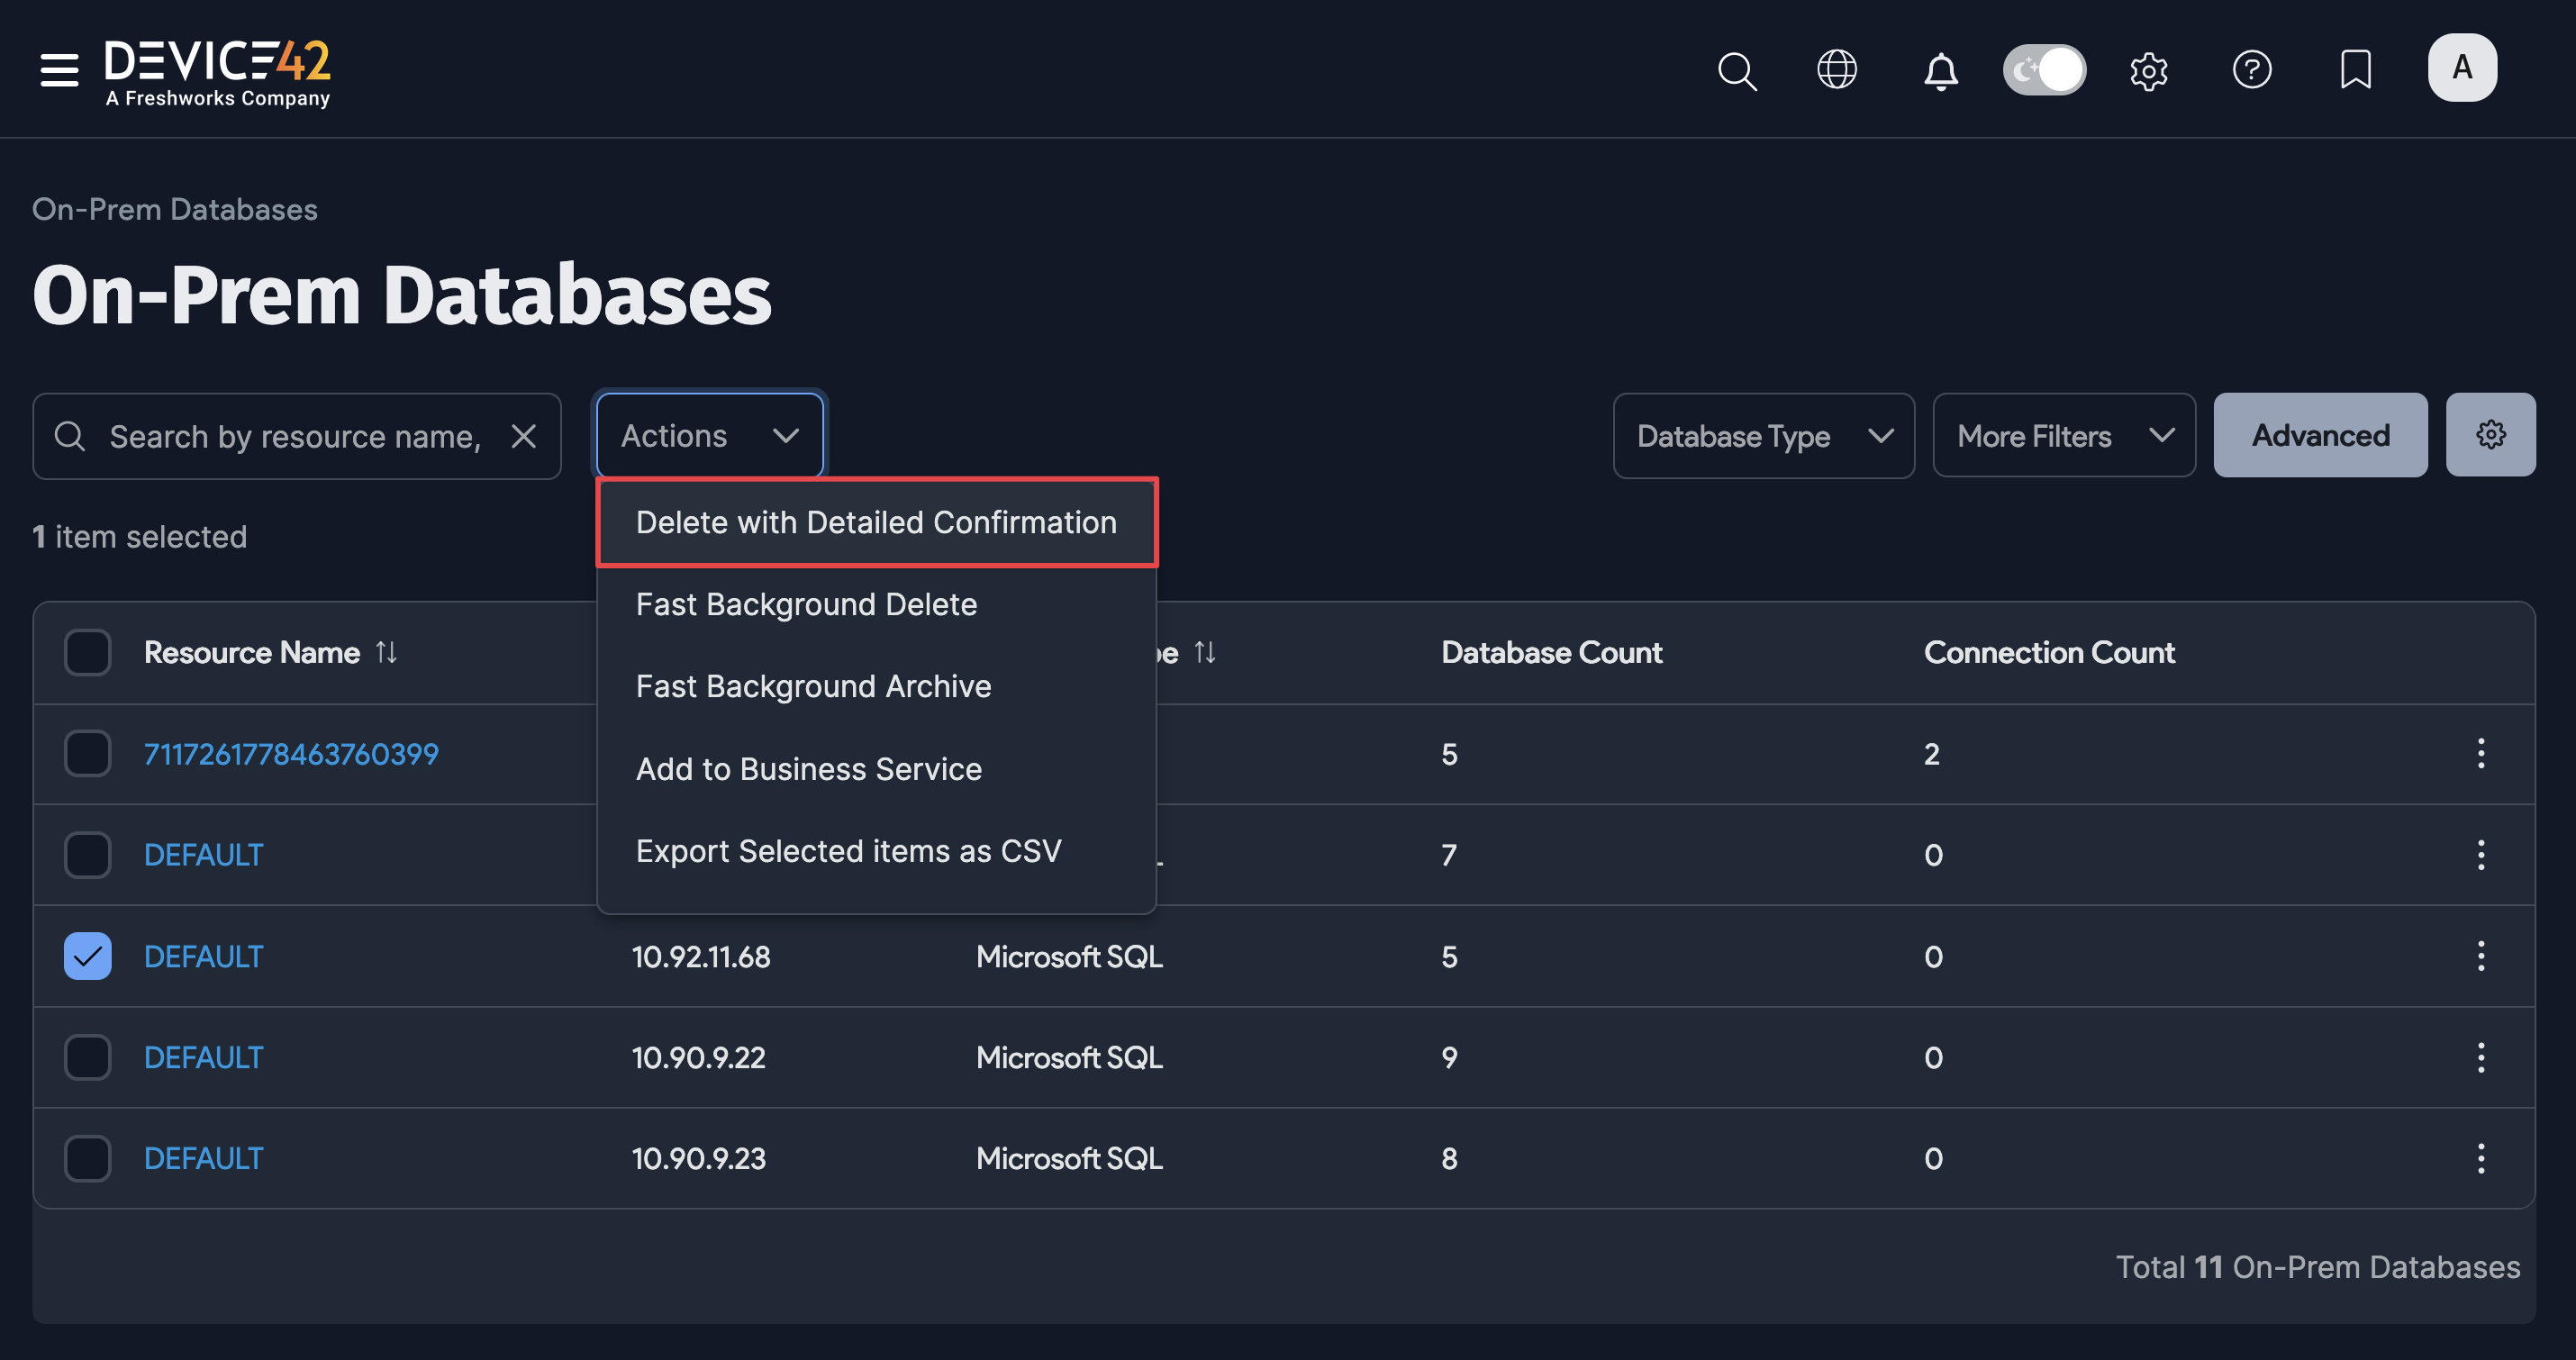 DEVICE42
A Freshworks Company
A
On-Prem Databases
On-Prem Databases
Search by resource name,
Actions
Database Type
More Filters
Advanced
1 item selected
Delete with Detailed Confirmation
Fast Background Delete
Fast Background Archive
Add to Business Service
Export Selected items as CSV
Resource Name
Database Count
Connection Count
7117261778463760399
5
2
DEFAULT
7
0
DEFAULT
10.92.11.68
Microsoft SQL
5
0
DEFAULT
10.90.9.22
Microsoft SQL
9
0
DEFAULT
10.90.9.23
Microsoft SQL
8
0
Total 11 On-Prem Databases